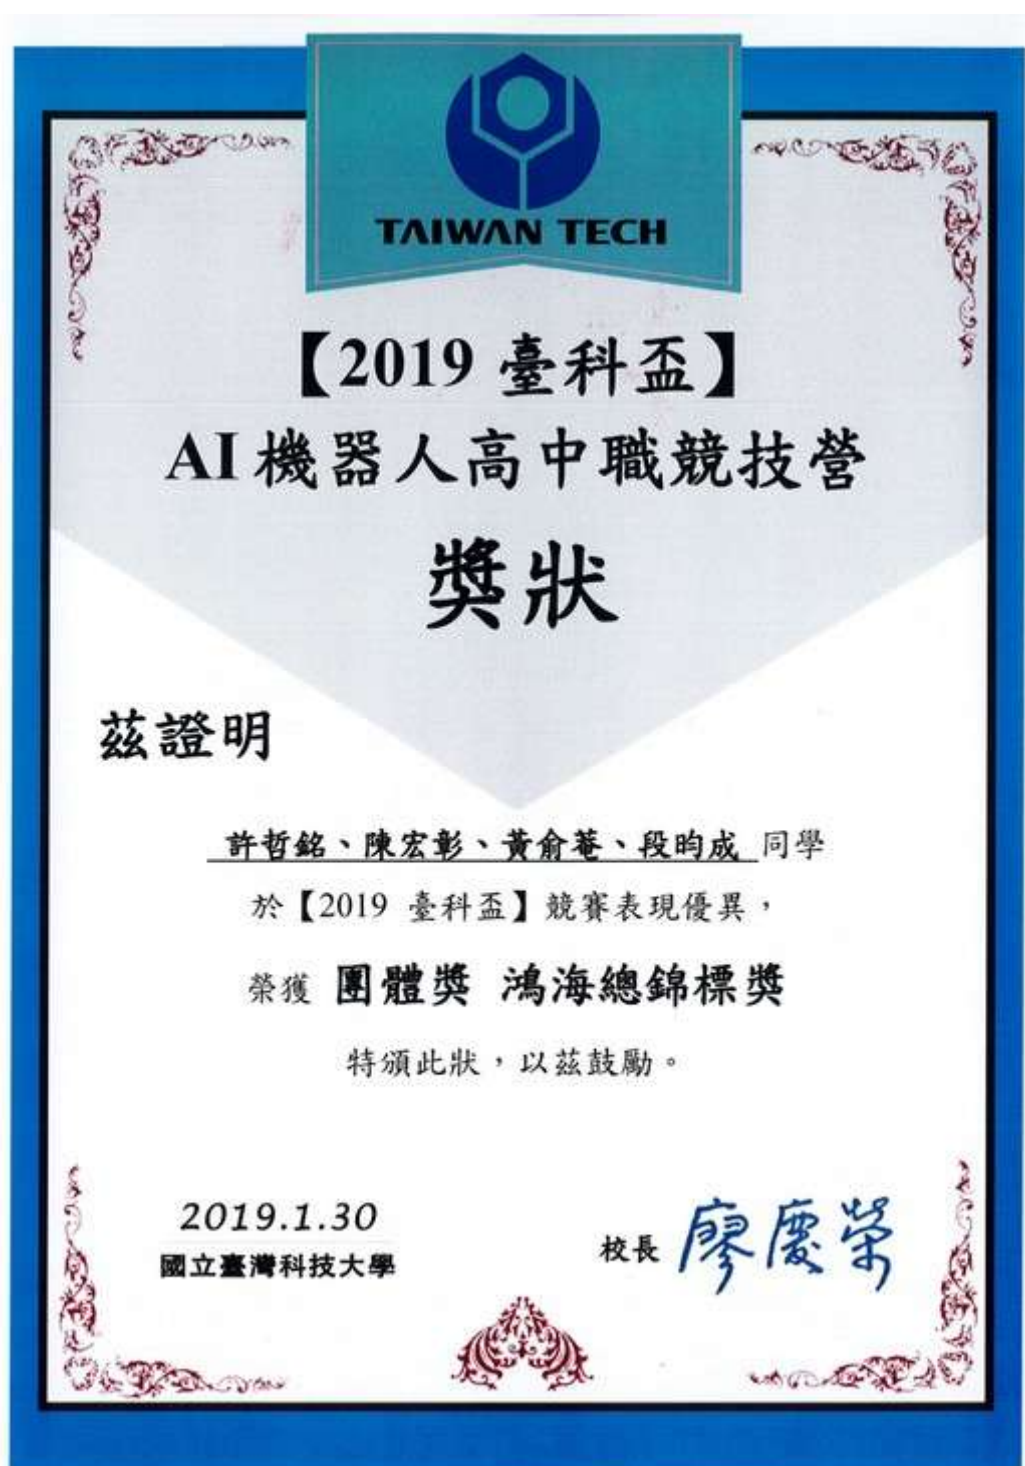 TAIWAN TECH
【2019 臺科盃】
AI機器人高中職競技營
獎狀
茲證明
許哲銘、陳宏彰、黃俞菴、段昀成 同學
於【2019 臺科盃】競賽表現優異，
榮獲 團體獎 鴻海總錦標獎
特頒此狀，以茲鼓勵。
2019.1.30
國立臺灣科技大學
校長 廖慶榮